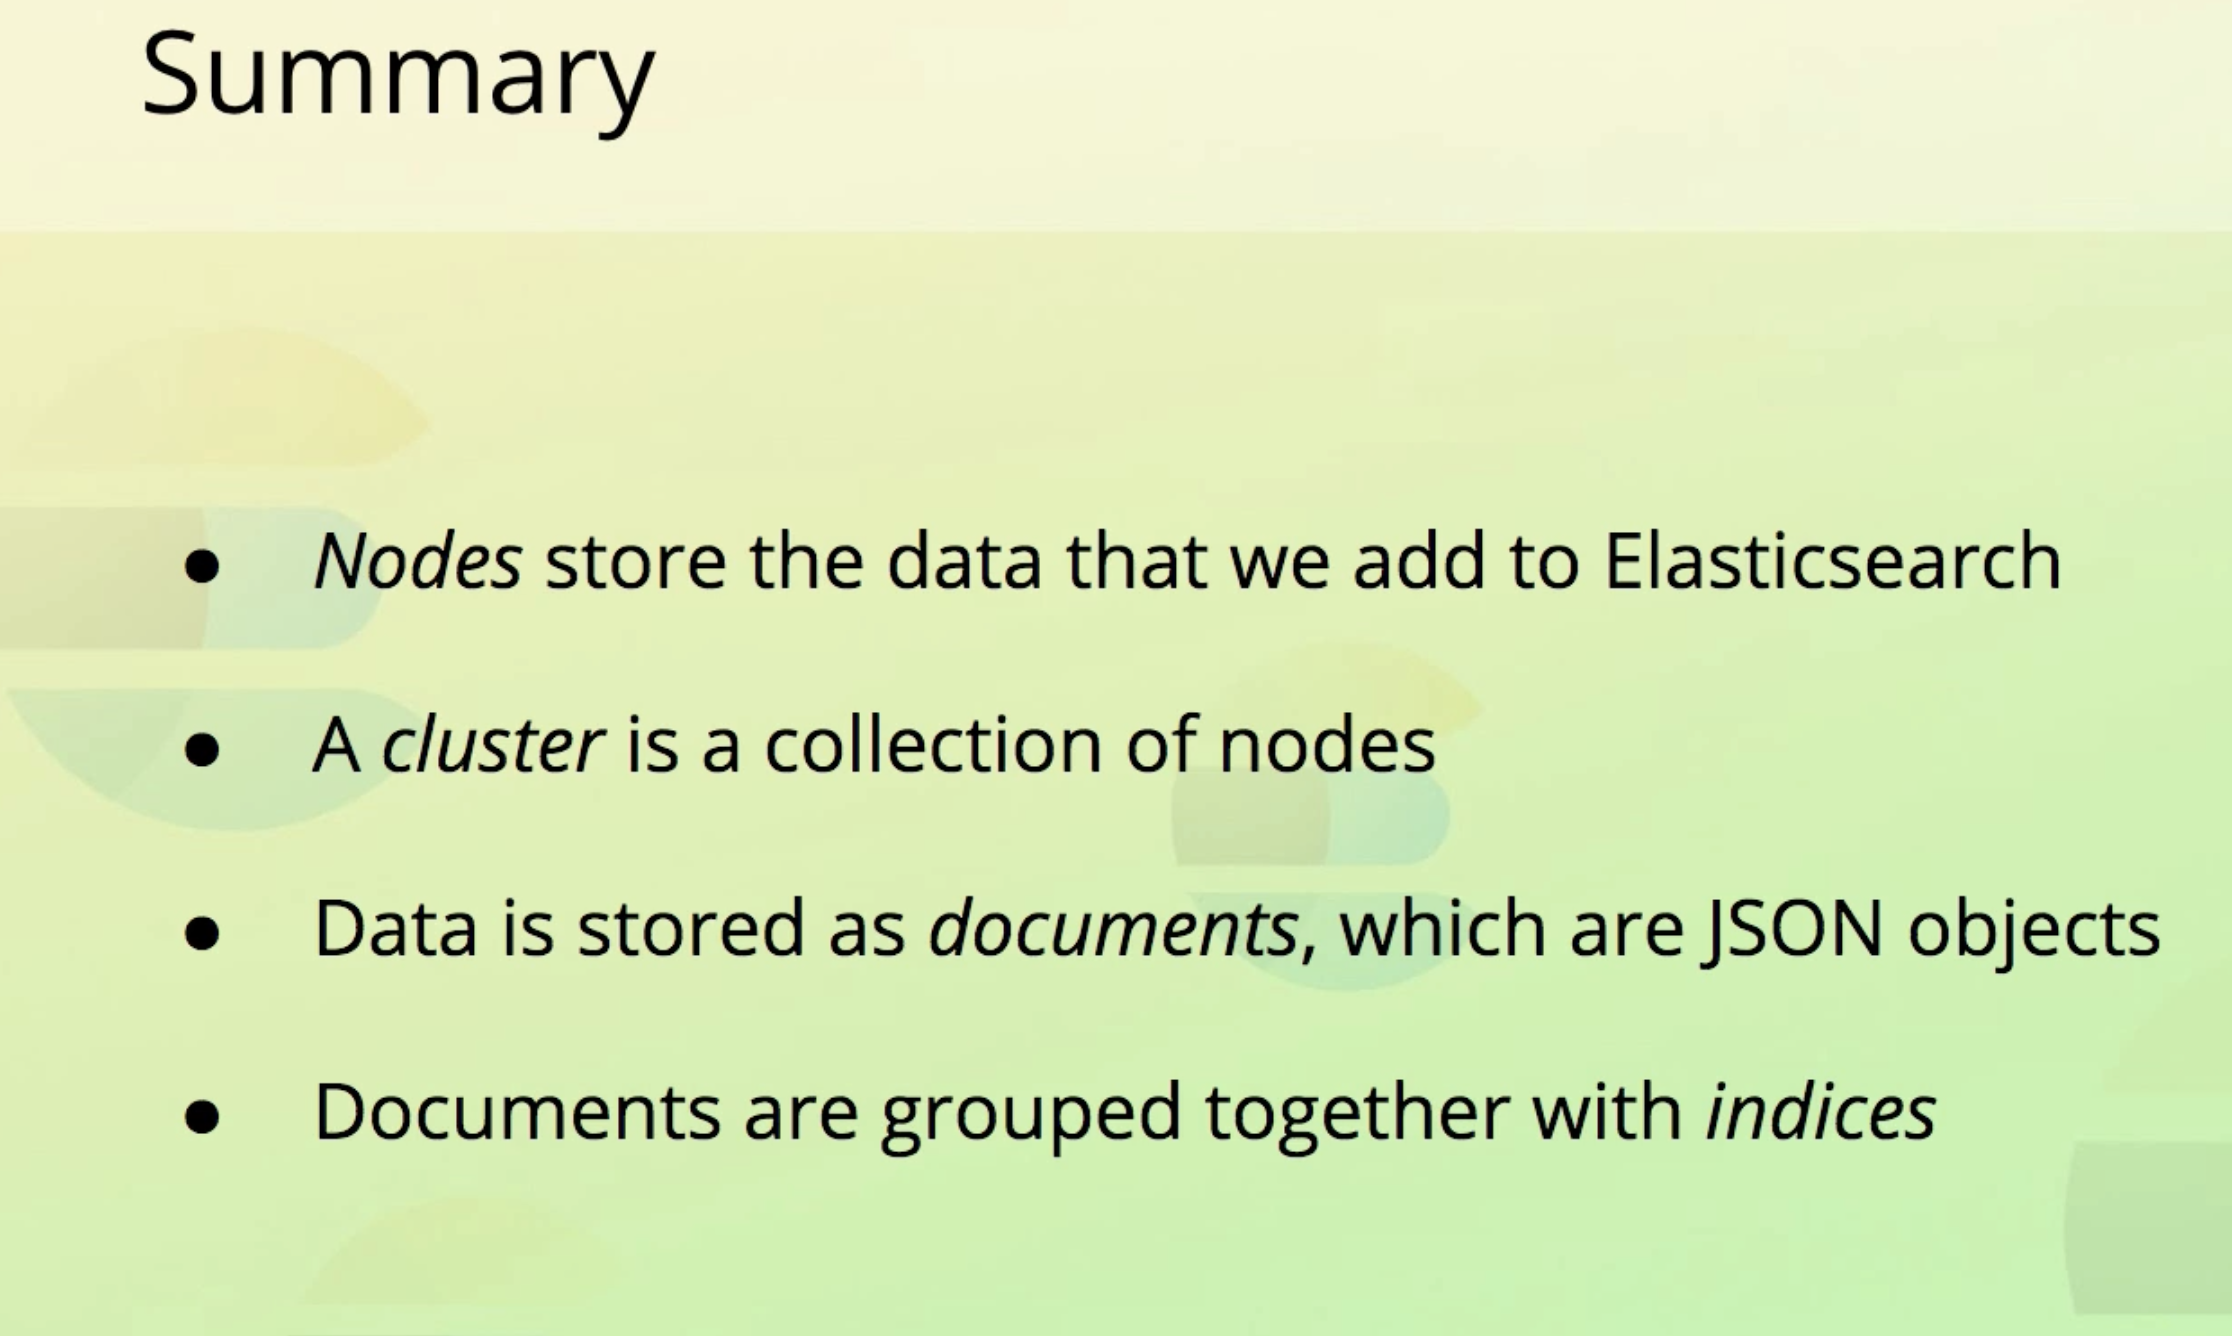 Summary
● Nodes store the data that we add to Elasticsearch
● A cluster is a collection of nodes
● Data is stored as documents, which are JSON objects
● Documents are grouped together with indices